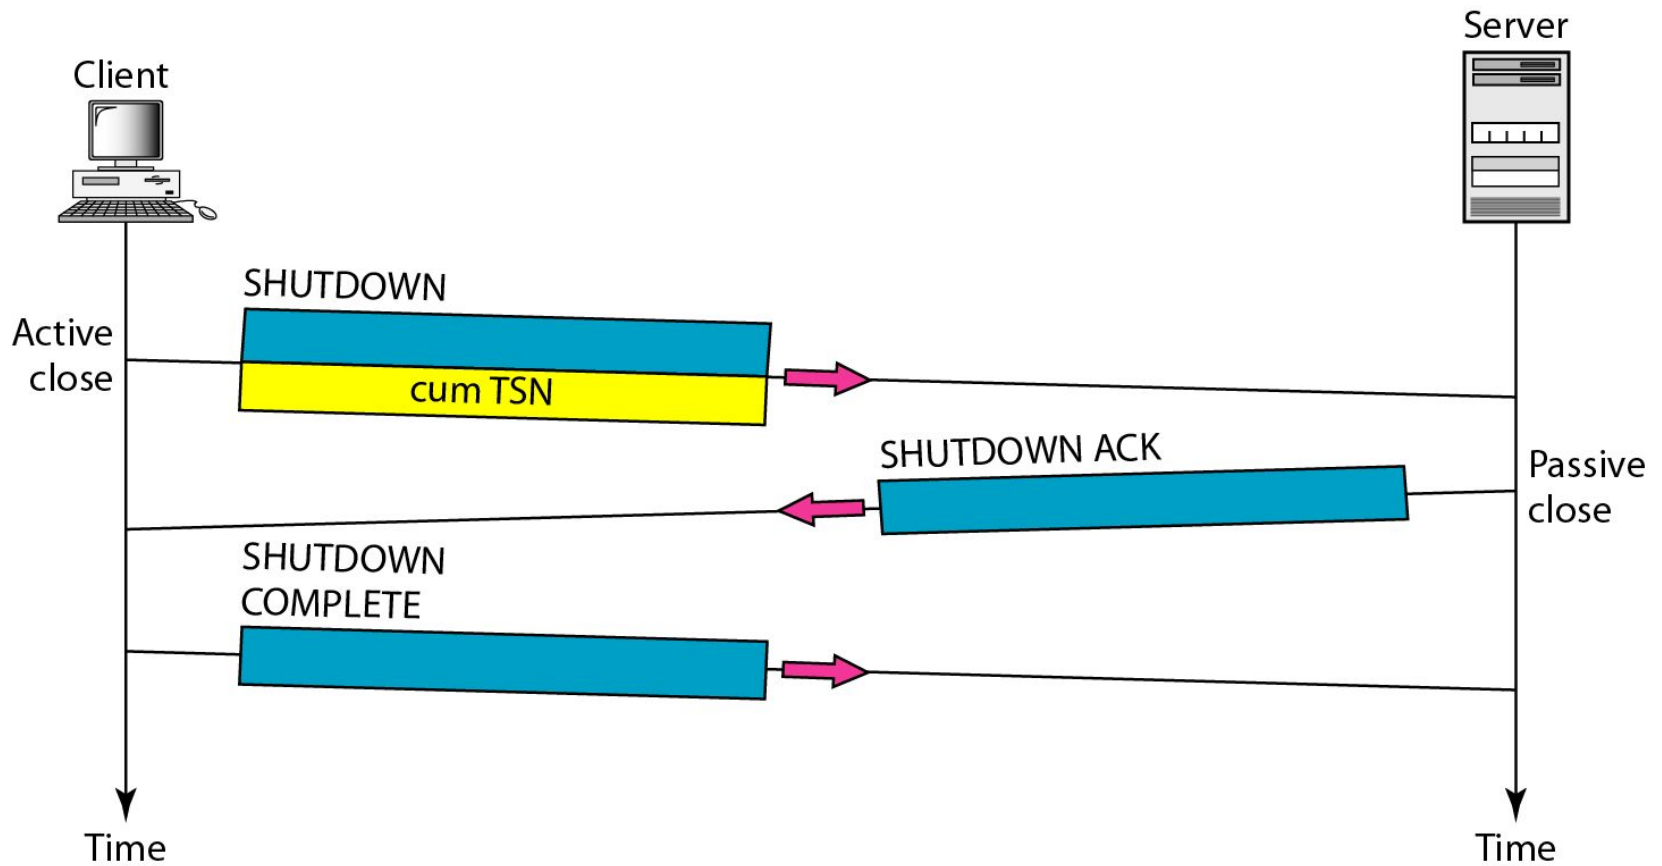 Server
Client
SHUTDOWN
Active
close
cum TSN
SHUTDOWN ACK
Passive
close
SHUTDOWN
COMPLETE
Time
Time